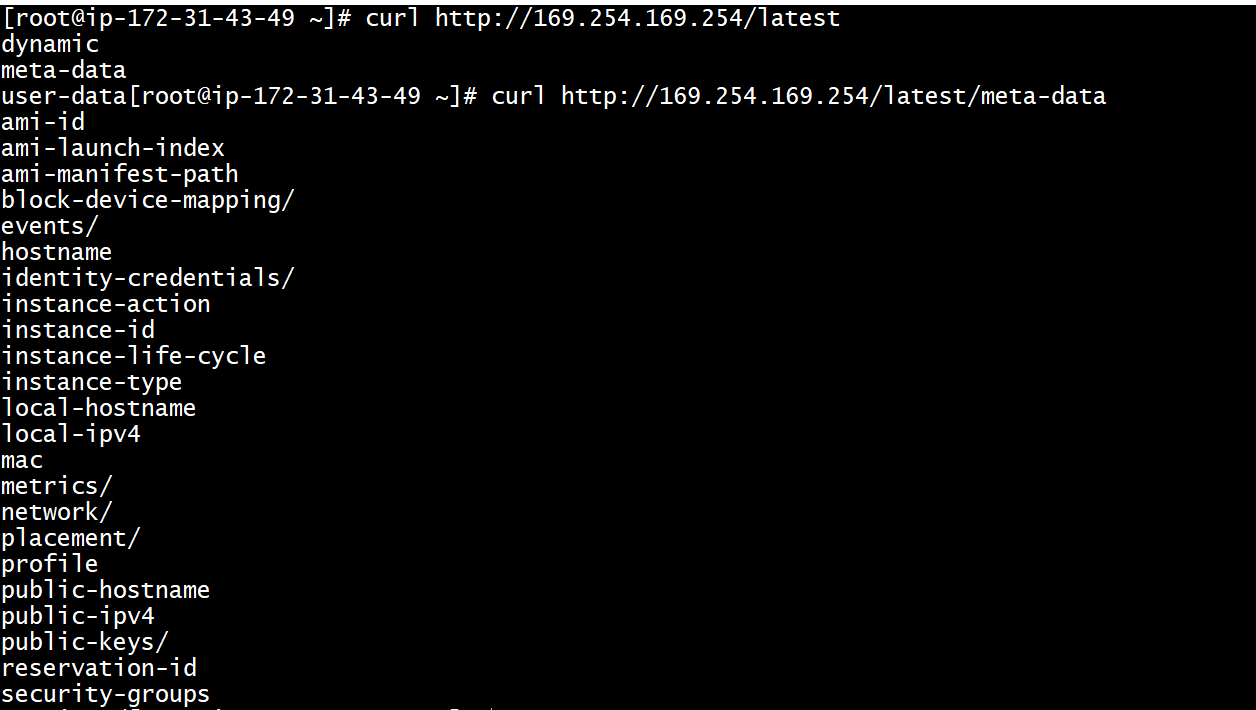 [root@ip-172-31-43-49 ~]# curl http://169.254.169.254/latest
dynamic
meta-data
user-data[root@ip-172-31-43-49 ~]# curl http://169.254.169.254/latest/meta-data
ami-id
ami-launch-index
ami-manifest-path
block-device-mapping/
events/
hostname
identity-credentials/
instance-action
instance-id
instance-life-cycle
instance-type
local-hostname
local-ipv4
mac
metrics/
network/
placement/
profile
public-hostname
public-ipv4
public-keys/
reservation-id
security-groups